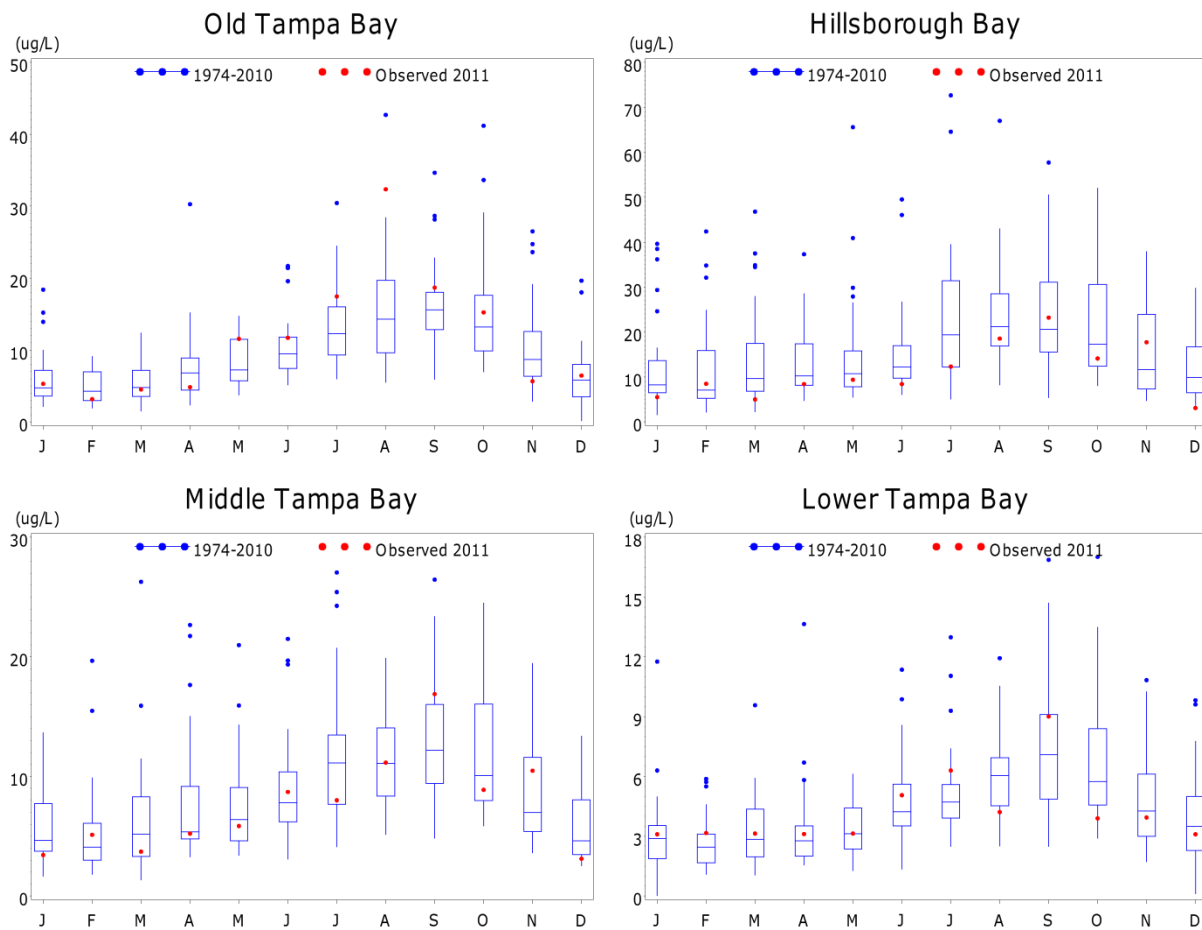 Old Tampa Bay
(ug/L)
50
40
30
20
10
0
1974-2010
Observed 2011
J F M A M J J A S O N D
Hillsborough Bay
(ug/L)
80
70
60
50
40
30
20
10
0
1974-2010
Observed 2011
J F M A M J J A S O N D
Middle Tampa Bay
(ug/L)
30
20
10
0
1974-2010
Observed 2011
J F M A M J J A S O N D
Lower Tampa Bay
(ug/L)
18
15
12
9
6
3
0
1974-2010
Observed 2011
J F M A M J J A S O N D